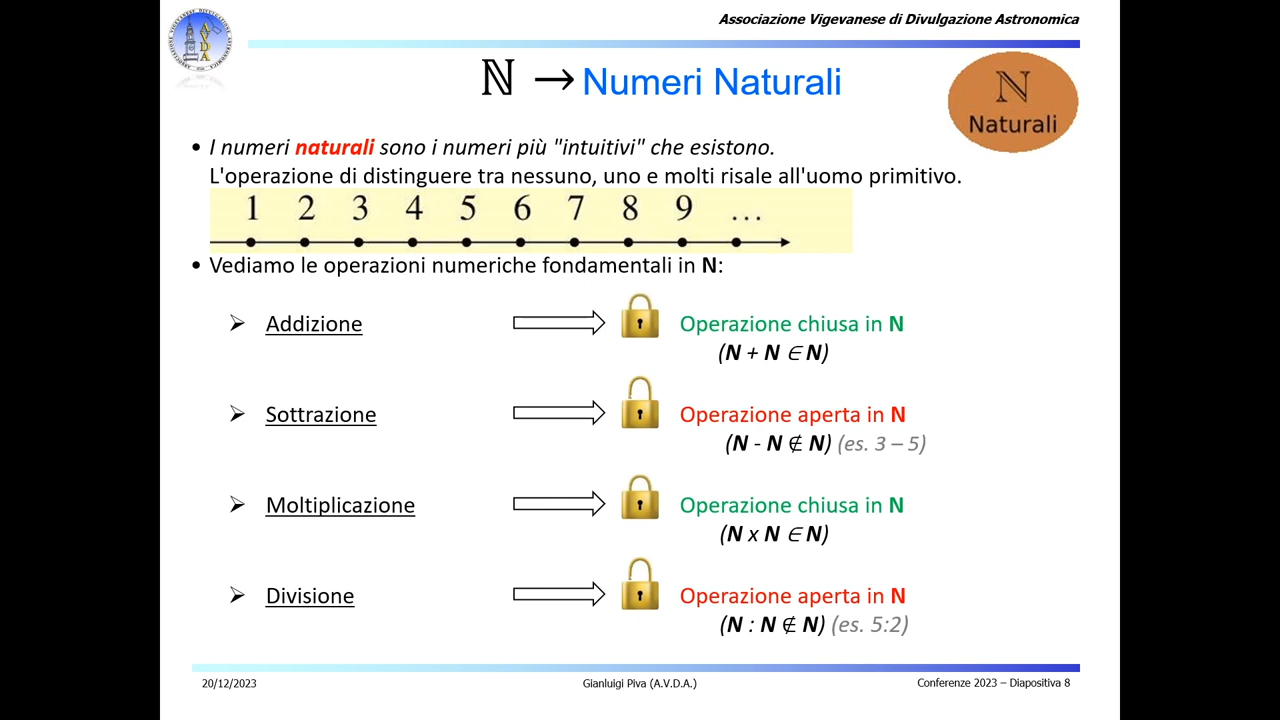 Associazione Vigevanese di Divulgazione Astronomica
AVDA
ℕ → Numeri Naturali
ℕ
Naturali
• I numeri naturali sono i numeri più "intuitivi" che esistono.
L'operazione di distinguere tra nessuno, uno e molti risale all'uomo primitivo.
1 2 3 4 5 6 7 8 9 ...
• Vediamo le operazioni numeriche fondamentali in N:
➢ Addizione
Operazione chiusa in N
(N + N ∈ N)
➢ Sottrazione
Operazione aperta in N
(N - N ∉ N) (es. 3 – 5)
➢ Moltiplicazione
Operazione chiusa in N
(N x N ∈ N)
➢ Divisione
Operazione aperta in N
(N : N ∉ N) (es. 5:2)
20/12/2023
Gianluigi Piva (A.V.D.A.)
Conferenze 2023 – Diapositiva 8